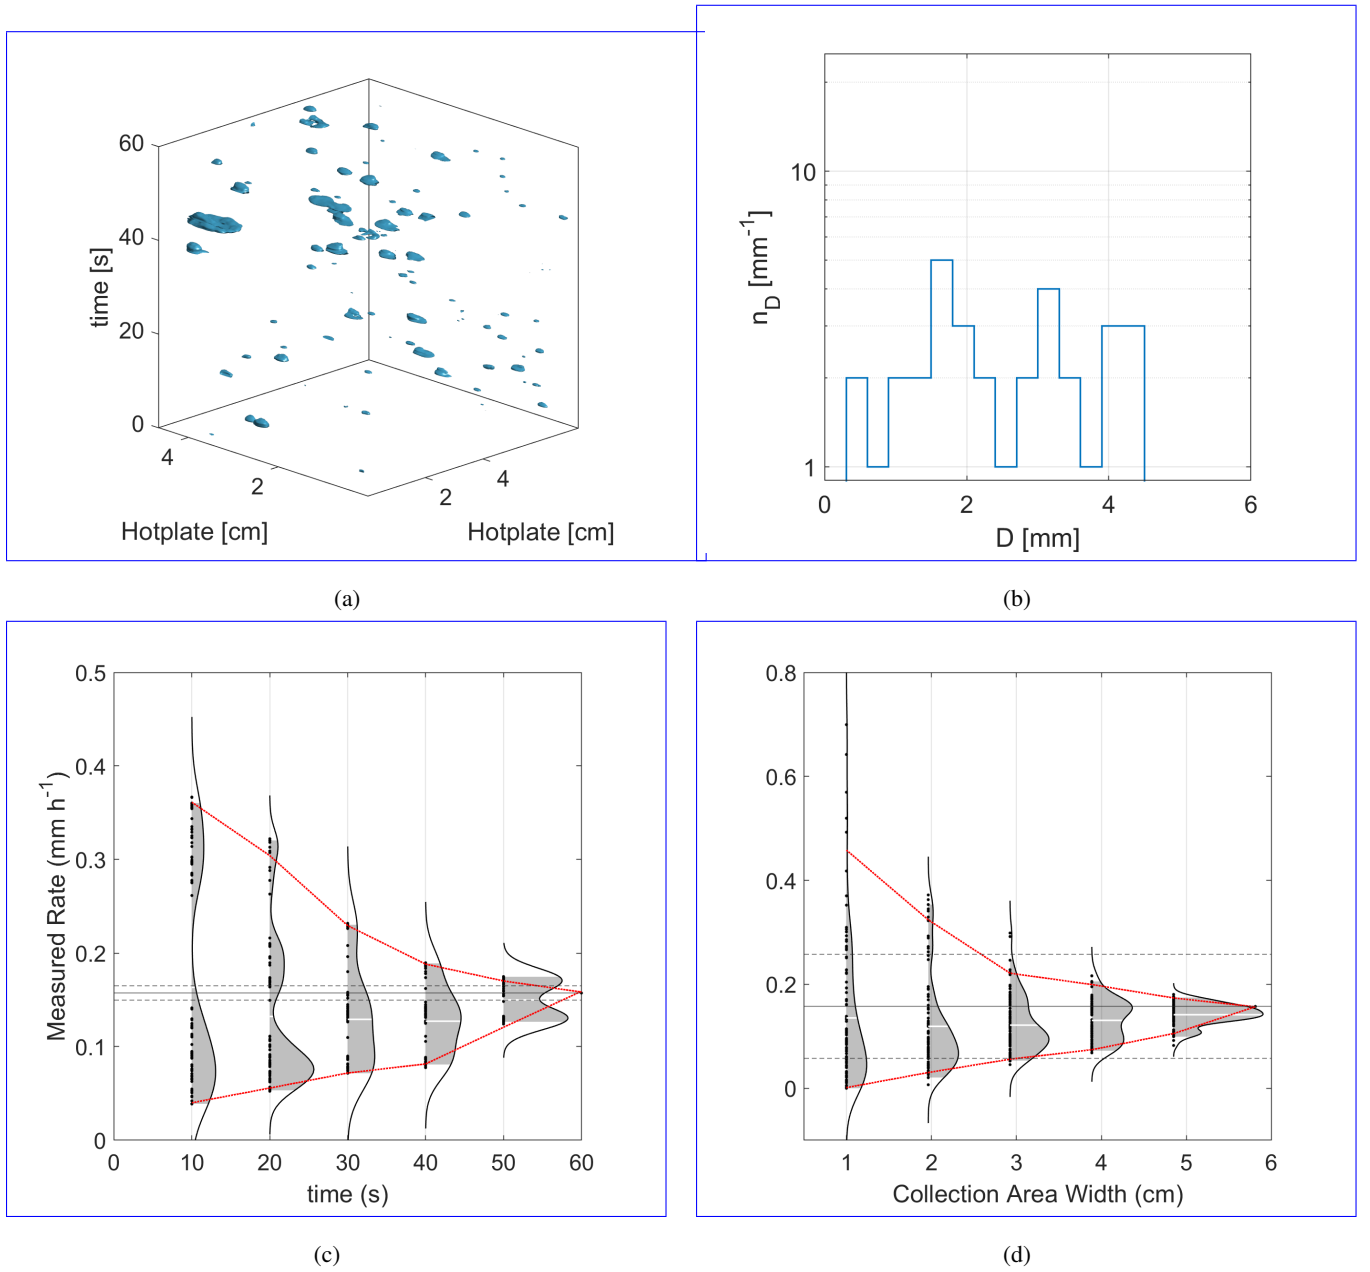 60
40
20
0
time [s]
4
2
2
4
Hotplate [cm]
Hotplate [cm]
(a)
10
1
n_D [mm^-1]
0 2 4 6
D [mm]
(b)
0.5
0.4
0.3
0.2
0.1
0
Measured Rate (mm h^-1)
0 10 20 30 40 50 60
time (s)
(c)
0.8
0.6
0.4
0.2
0
1 2 3 4 5 6
Collection Area Width (cm)
(d)